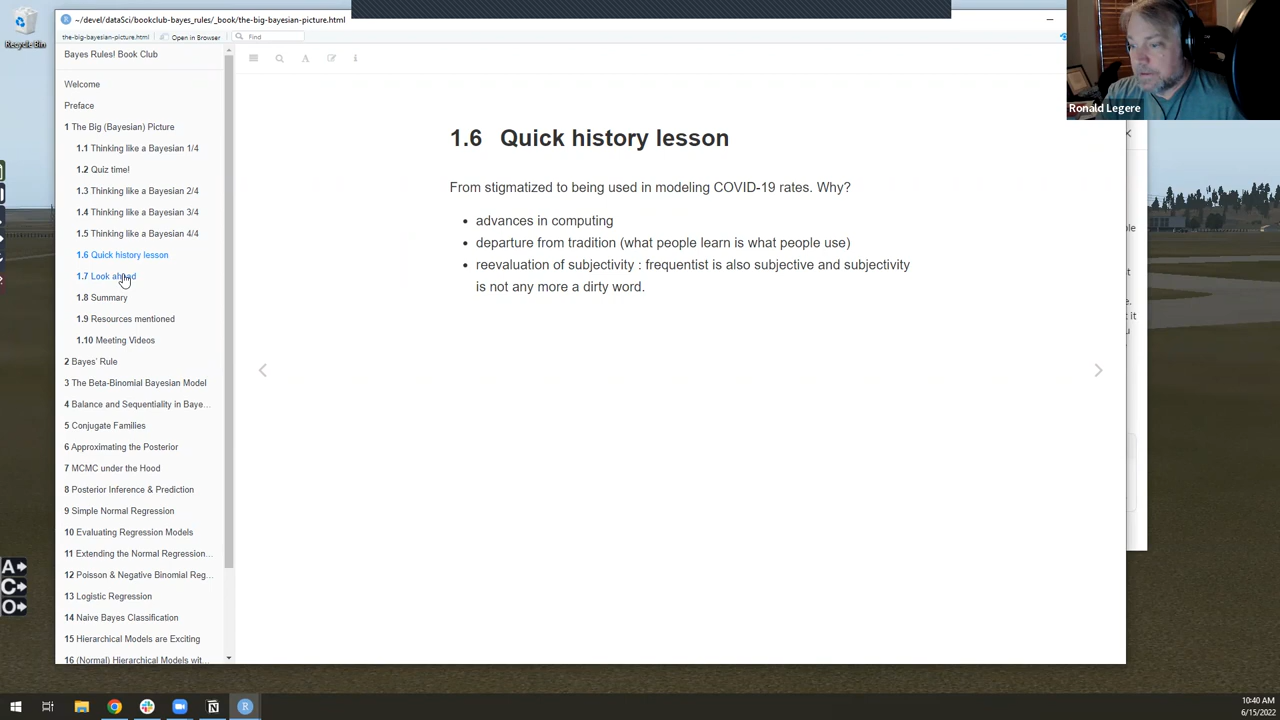 ~/devel/dataSci/bookclub-bayes_rules/_book/the-big-bayesian-picture.html
the-big-bayesian-picture.html
Open in Browser
Find
Recycle Bin
Ronald Legere
Bayes Rules! Book Club
Welcome
Preface
1 The Big (Bayesian) Picture
1.1 Thinking like a Bayesian 1/4
1.2 Quiz time!
1.3 Thinking like a Bayesian 2/4
1.4 Thinking like a Bayesian 3/4
1.5 Thinking like a Bayesian 4/4
1.6 Quick history lesson
1.7 Look ahead
1.8 Summary
1.9 Resources mentioned
1.10 Meeting Videos
2 Bayes' Rule
3 The Beta-Binomial Bayesian Model
4 Balance and Sequentiality in Baye...
5 Conjugate Families
6 Approximating the Posterior
7 MCMC under the Hood
8 Posterior Inference & Prediction
9 Simple Normal Regression
10 Evaluating Regression Models
11 Extending the Normal Regression...
12 Poisson & Negative Binomial Reg...
13 Logistic Regression
14 Naive Bayes Classification
15 Hierarchical Models are Exciting
16 (Normal) Hierarchical Models wit...
1.6 Quick history lesson
From stigmatized to being used in modeling COVID-19 rates. Why?
• advances in computing
• departure from tradition (what people learn is what people use)
• reevaluation of subjectivity : frequentist is also subjective and subjectivity
is not any more a dirty word.
A
C
O
10:40 AM
6/15/2022